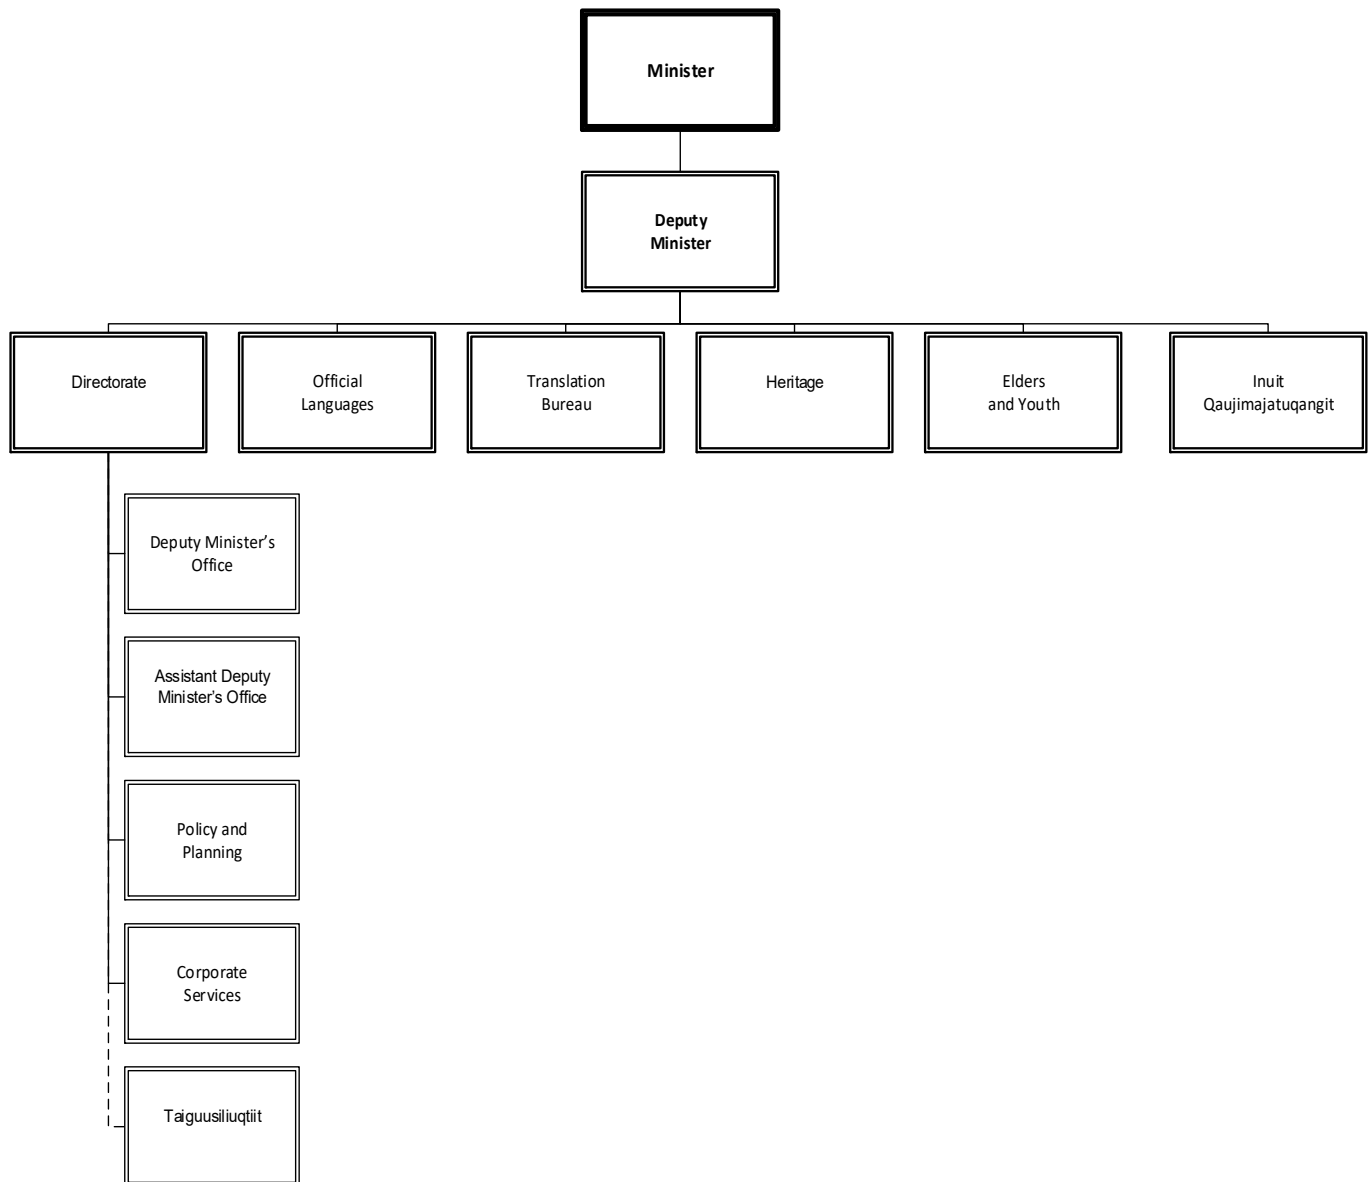 Minister
Deputy
Minister
Directorate
Official
Languages
Translation
Bureau
Heritage
Elders
and Youth
Inuit
Qaujimajatuqangit
Deputy Minister’s
Office
Assistant Deputy
Minister’s Office
Policy and
Planning
Corporate
Services
Taiguusiliuqtiit